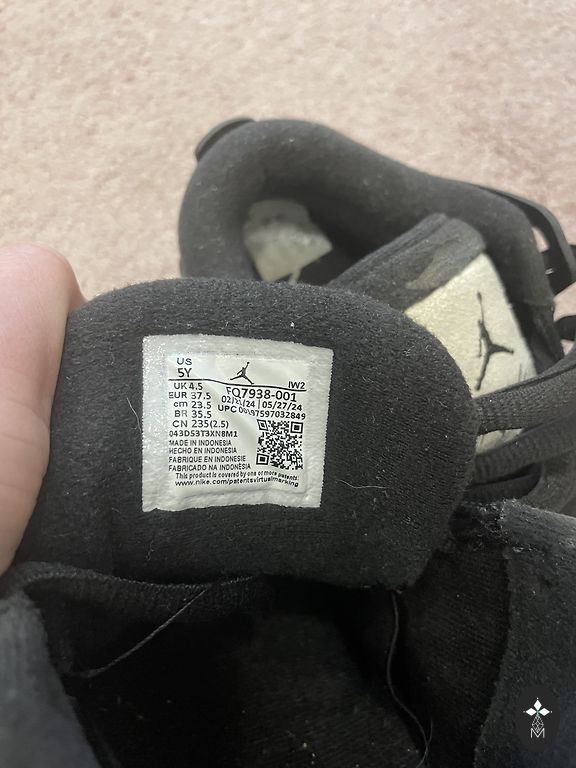 US
5Y
UK 4.5
EUR 37.5
cm 23.5
BR 35.5
CN 235(2.5)
IW2
FQ7938-001
05/27/24
043D53T3XN8M1
MADE IN INDONESIA
HECHO EN INDONESIA
FABRIQUE EN INDONESIE
FABRICADO NA INDONÉSIA
This product is covered by one or more patents
www.nike.com/patentsvirtualmarking
M